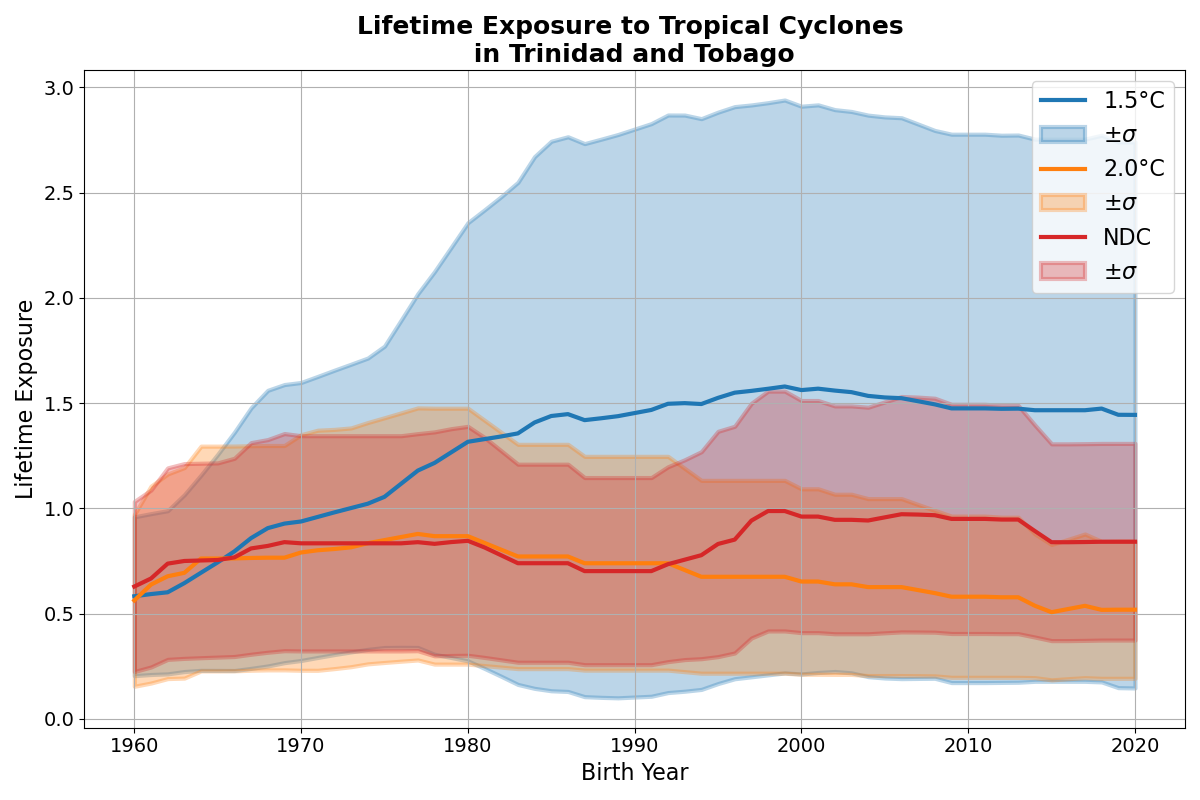 Lifetime Exposure to Tropical Cyclones
in Trinidad and Tobago
Lifetime Exposure
3.0
2.5
2.0
1.5
1.0
0.5
0.0
1960
1970
1980
1990
2000
2010
2020
Birth Year
1.5°C
±σ
2.0°C
±σ
NDC
±σ